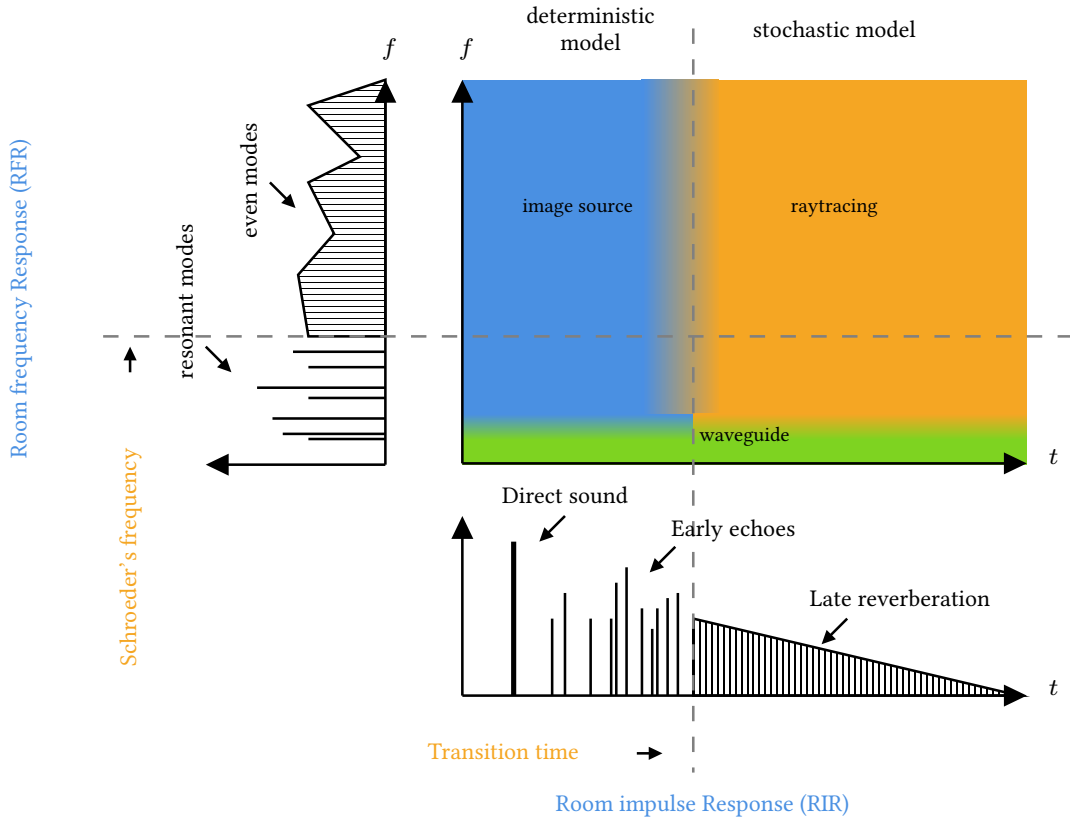 deterministic
model
stochastic model
f
f
Room frequency Response (RFR)
even modes
resonant modes
image source
raytracing
waveguide
t
Schroeder's frequency
Direct sound
Early echoes
Late reverberation
t
Transition time
Room impulse Response (RIR)